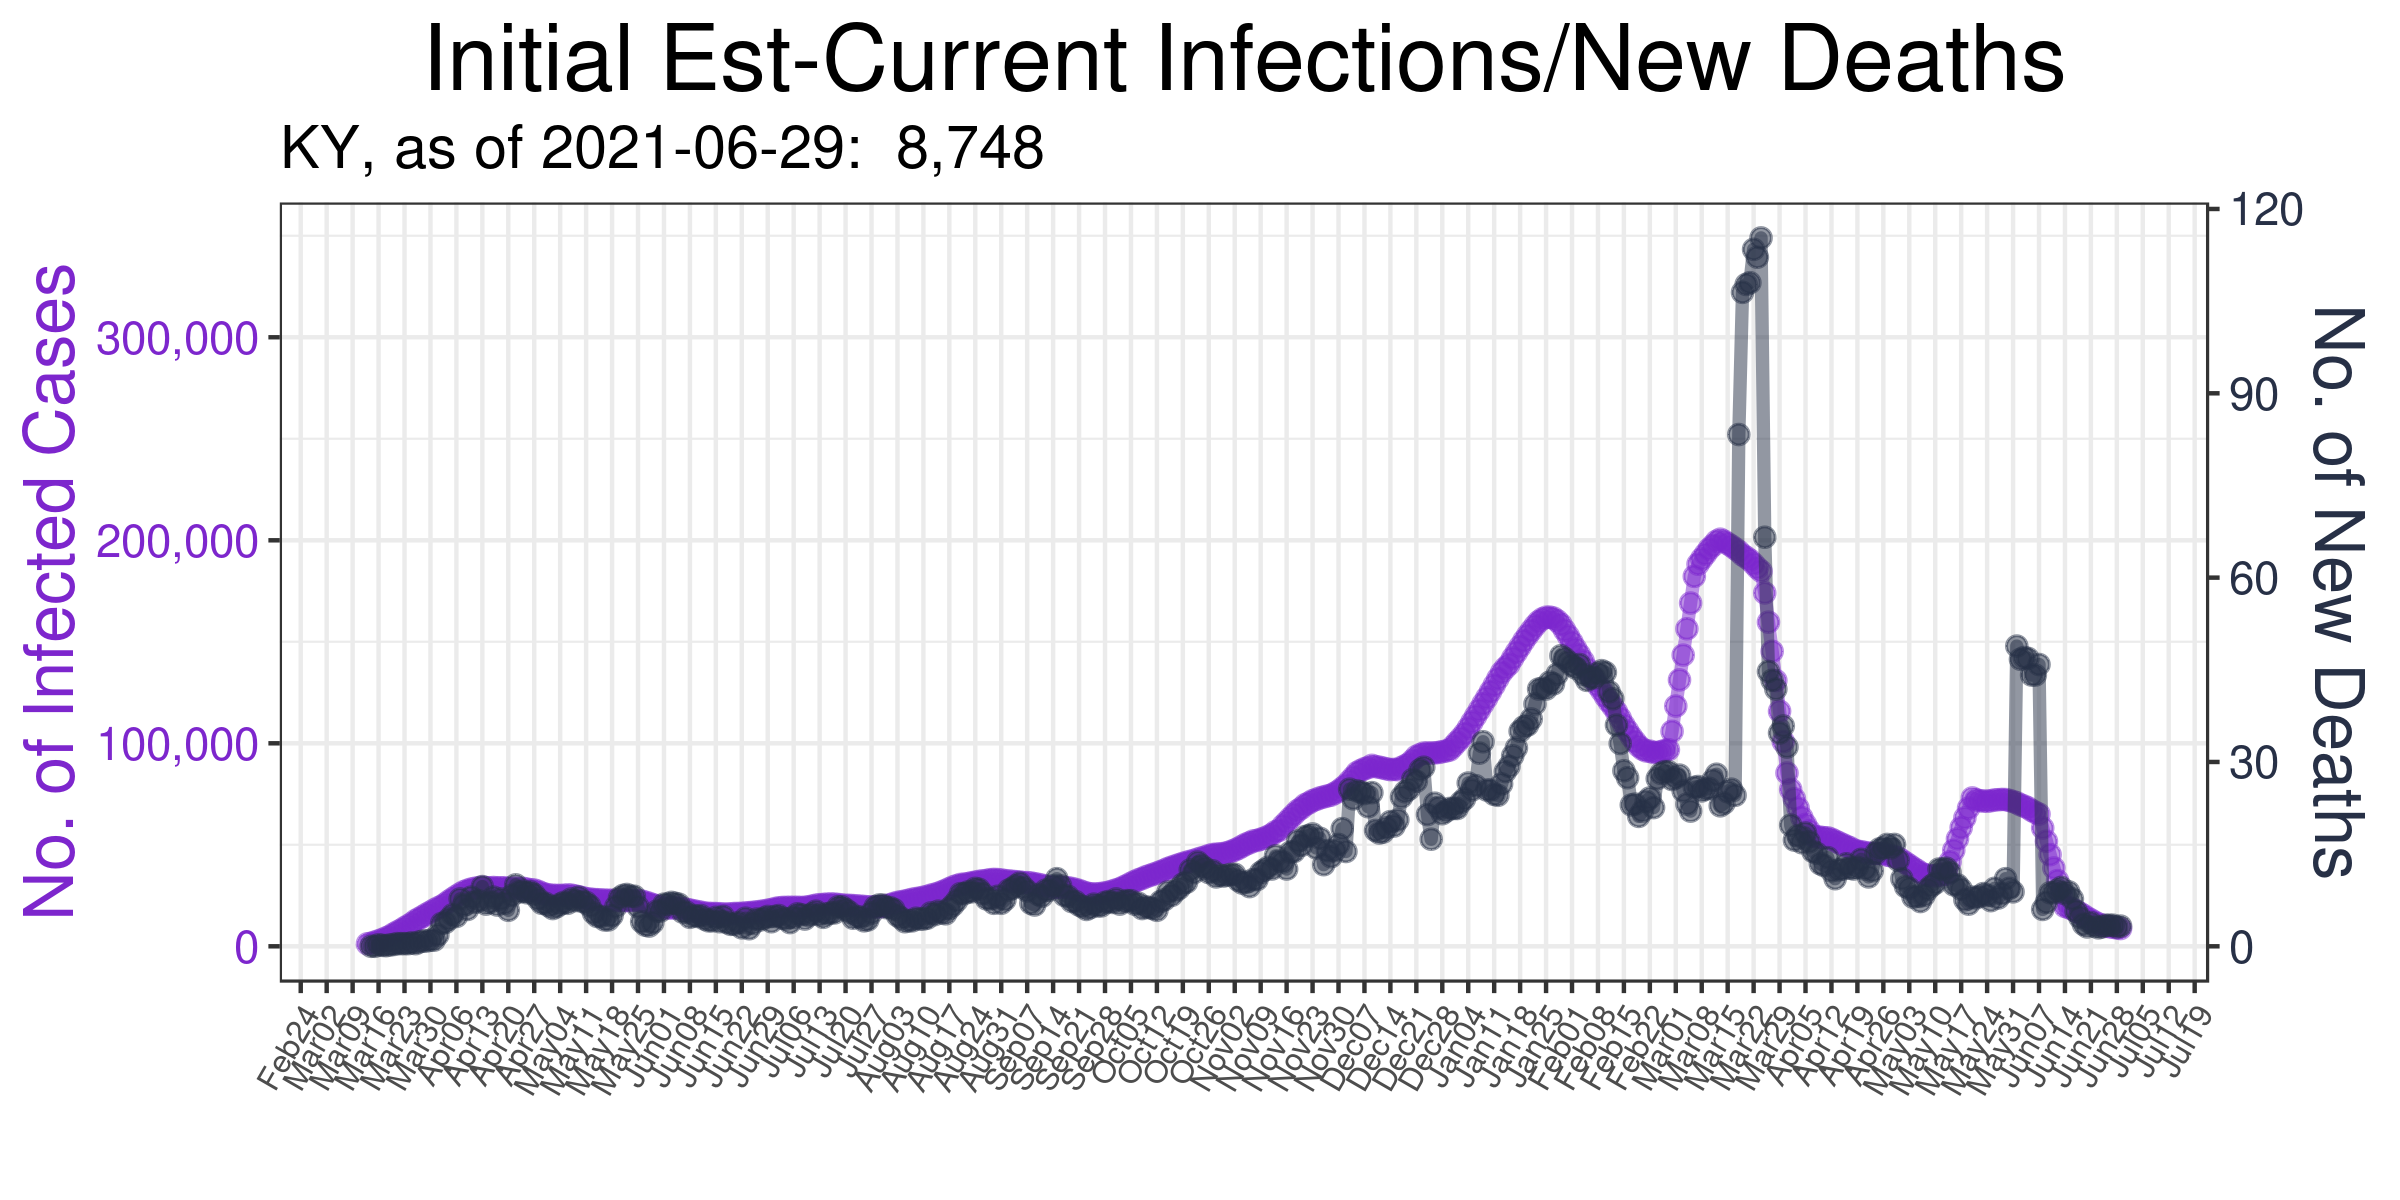 Initial Est-Current Infections/New Deaths
KY, as of 2021-06-29: 8,748
No. of Infected Cases
300,000
200,000
100,000
0
120
90
60
30
0
No. of New Deaths
Feb24
Mar02
Mar09
Mar16
Mar23
Mar30
Apr06
Apr13
Apr20
Apr27
May04
May11
May18
May25
Jun01
Jun08
Jun15
Jun22
Jun29
Jul06
Jul13
Jul20
Jul27
Aug03
Aug10
Aug17
Aug24
Aug31
Sep07
Sep14
Sep21
Sep28
Oct05
Oct12
Oct19
Oct26
Nov02
Nov09
Nov16
Nov23
Nov30
Dec07
Dec14
Dec21
Dec28
Jan04
Jan11
Jan18
Jan25
Feb01
Feb08
Feb15
Feb22
Mar01
Mar08
Mar15
Mar22
Mar29
Apr05
Apr12
Apr19
Apr26
May03
May10
May17
May24
May31
Jun07
Jun14
Jun21
Jun28
Jul05
Jul12
Jul19